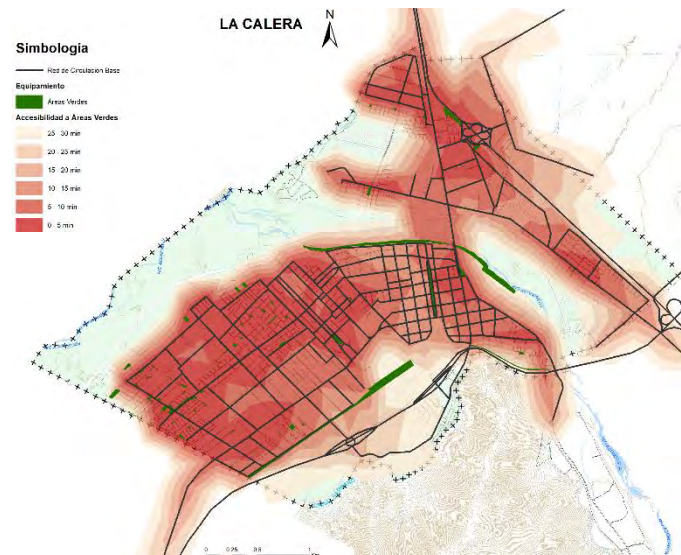 LA CALERA
N
Simbología
Red de Circulación Base
Equipamiento
Áreas Verdes
Accesibilidad a Áreas Verdes
25 - 30 min
20 - 25 min
15 - 20 min
10 - 15 min
5 - 10 min
0 - 5 min
0 0.25 0.5